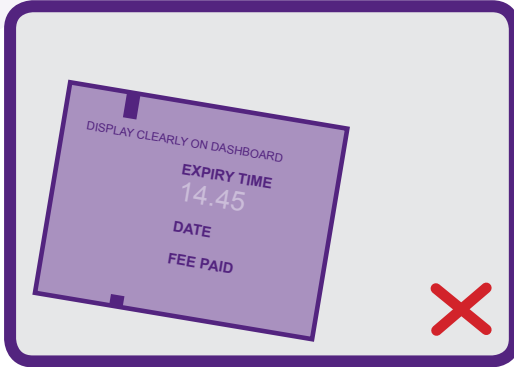 DISPLAY CLEARLY ON DASHBOARD
EXPIRY TIME
14.45
DATE
FEE PAID